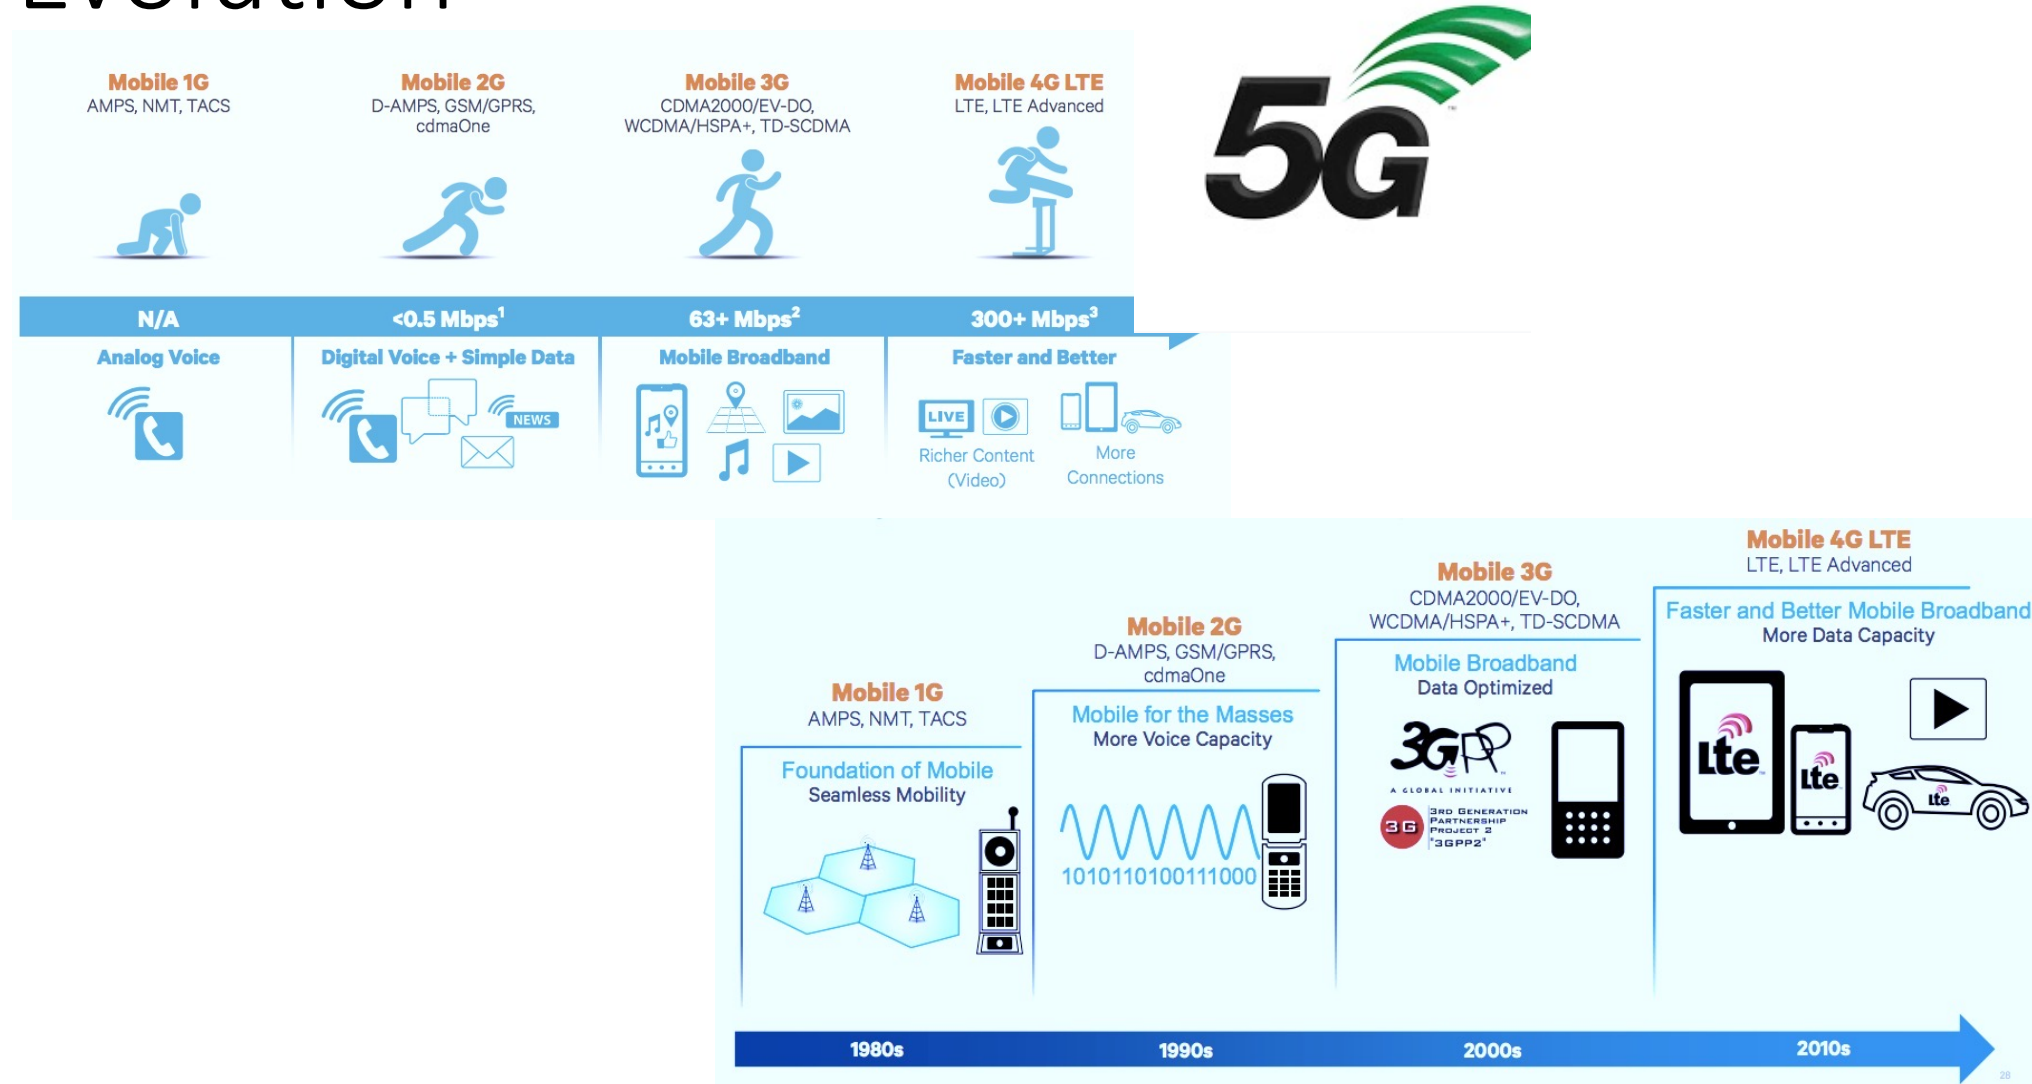 Evolution
Mobile 1G
AMPS, NMT, TACS
Mobile 2G
D-AMPS, GSM/GPRS,
cdmaOne
Mobile 3G
CDMA2000/EV-DO,
WCDMA/HSPA+, TD-SCDMA
Mobile 4G LTE
LTE, LTE Advanced
5G
TM
N/A
<0.5 Mbps¹
63+ Mbps²
300+ Mbps³
Analog Voice
Digital Voice + Simple Data
NEWS
Mobile Broadband
Faster and Better
LIVE
Richer Content
(Video)
More
Connections
Mobile 1G
AMPS, NMT, TACS
Foundation of Mobile
Seamless Mobility
Mobile 2G
D-AMPS, GSM/GPRS,
cdmaOne
Mobile for the Masses
More Voice Capacity
1010110100111000
Mobile 3G
CDMA2000/EV-DO,
WCDMA/HSPA+, TD-SCDMA
Mobile Broadband
Data Optimized
3GPP
A GLOBAL INITIATIVE
3G
3RD GENERATION
PARTNERSHIP
PROJECT 2
"3GPP2"
Mobile 4G LTE
LTE, LTE Advanced
Faster and Better Mobile Broadband
More Data Capacity
Lte
Lte
Lte
1980s
1990s
2000s
2010s
28